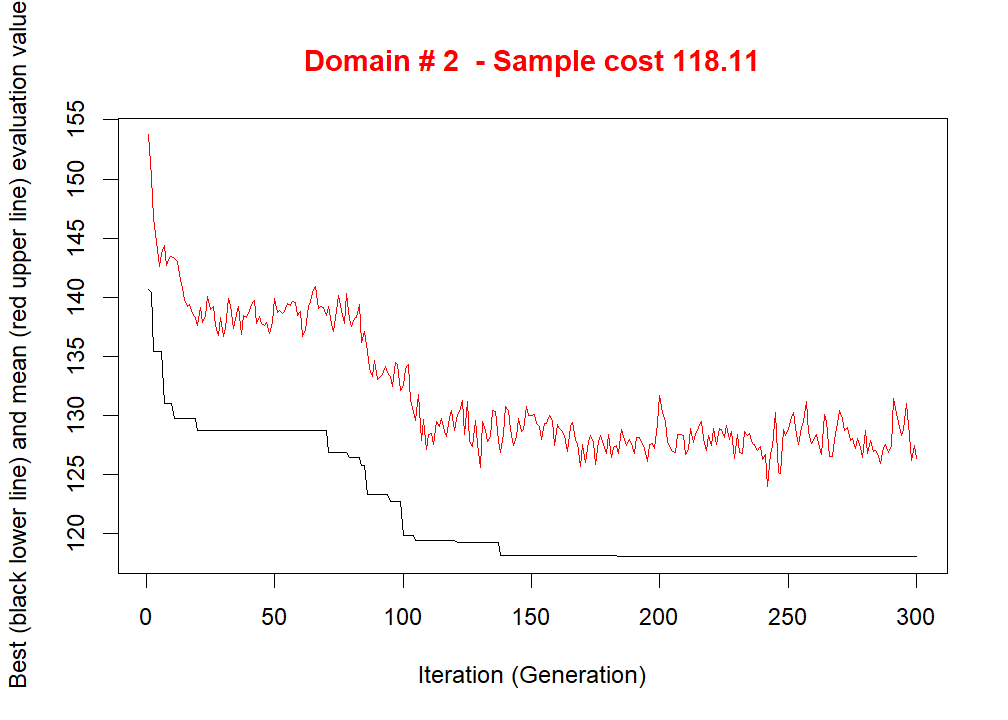 Domain # 2  - Sample cost 118.11
Best (black lower line) and mean (red upper line) evaluation value
155
150
145
140
135
130
125
120
0 50 100 150 200 250 300
Iteration (Generation)